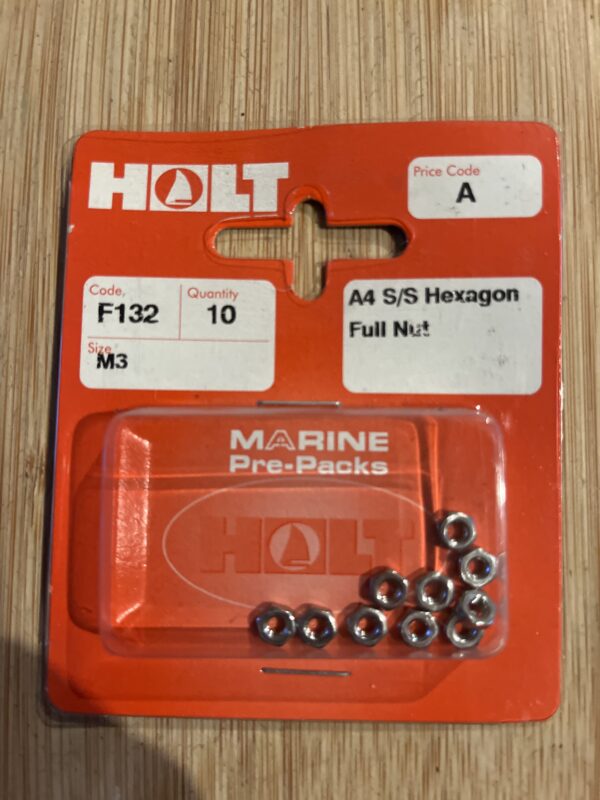 HOLT
Price Code
A
Code,
F132
Quantity
10
Size
M3
A4 S/S Hexagon
Full Nut
MARINE
Pre-Packs
HOLT